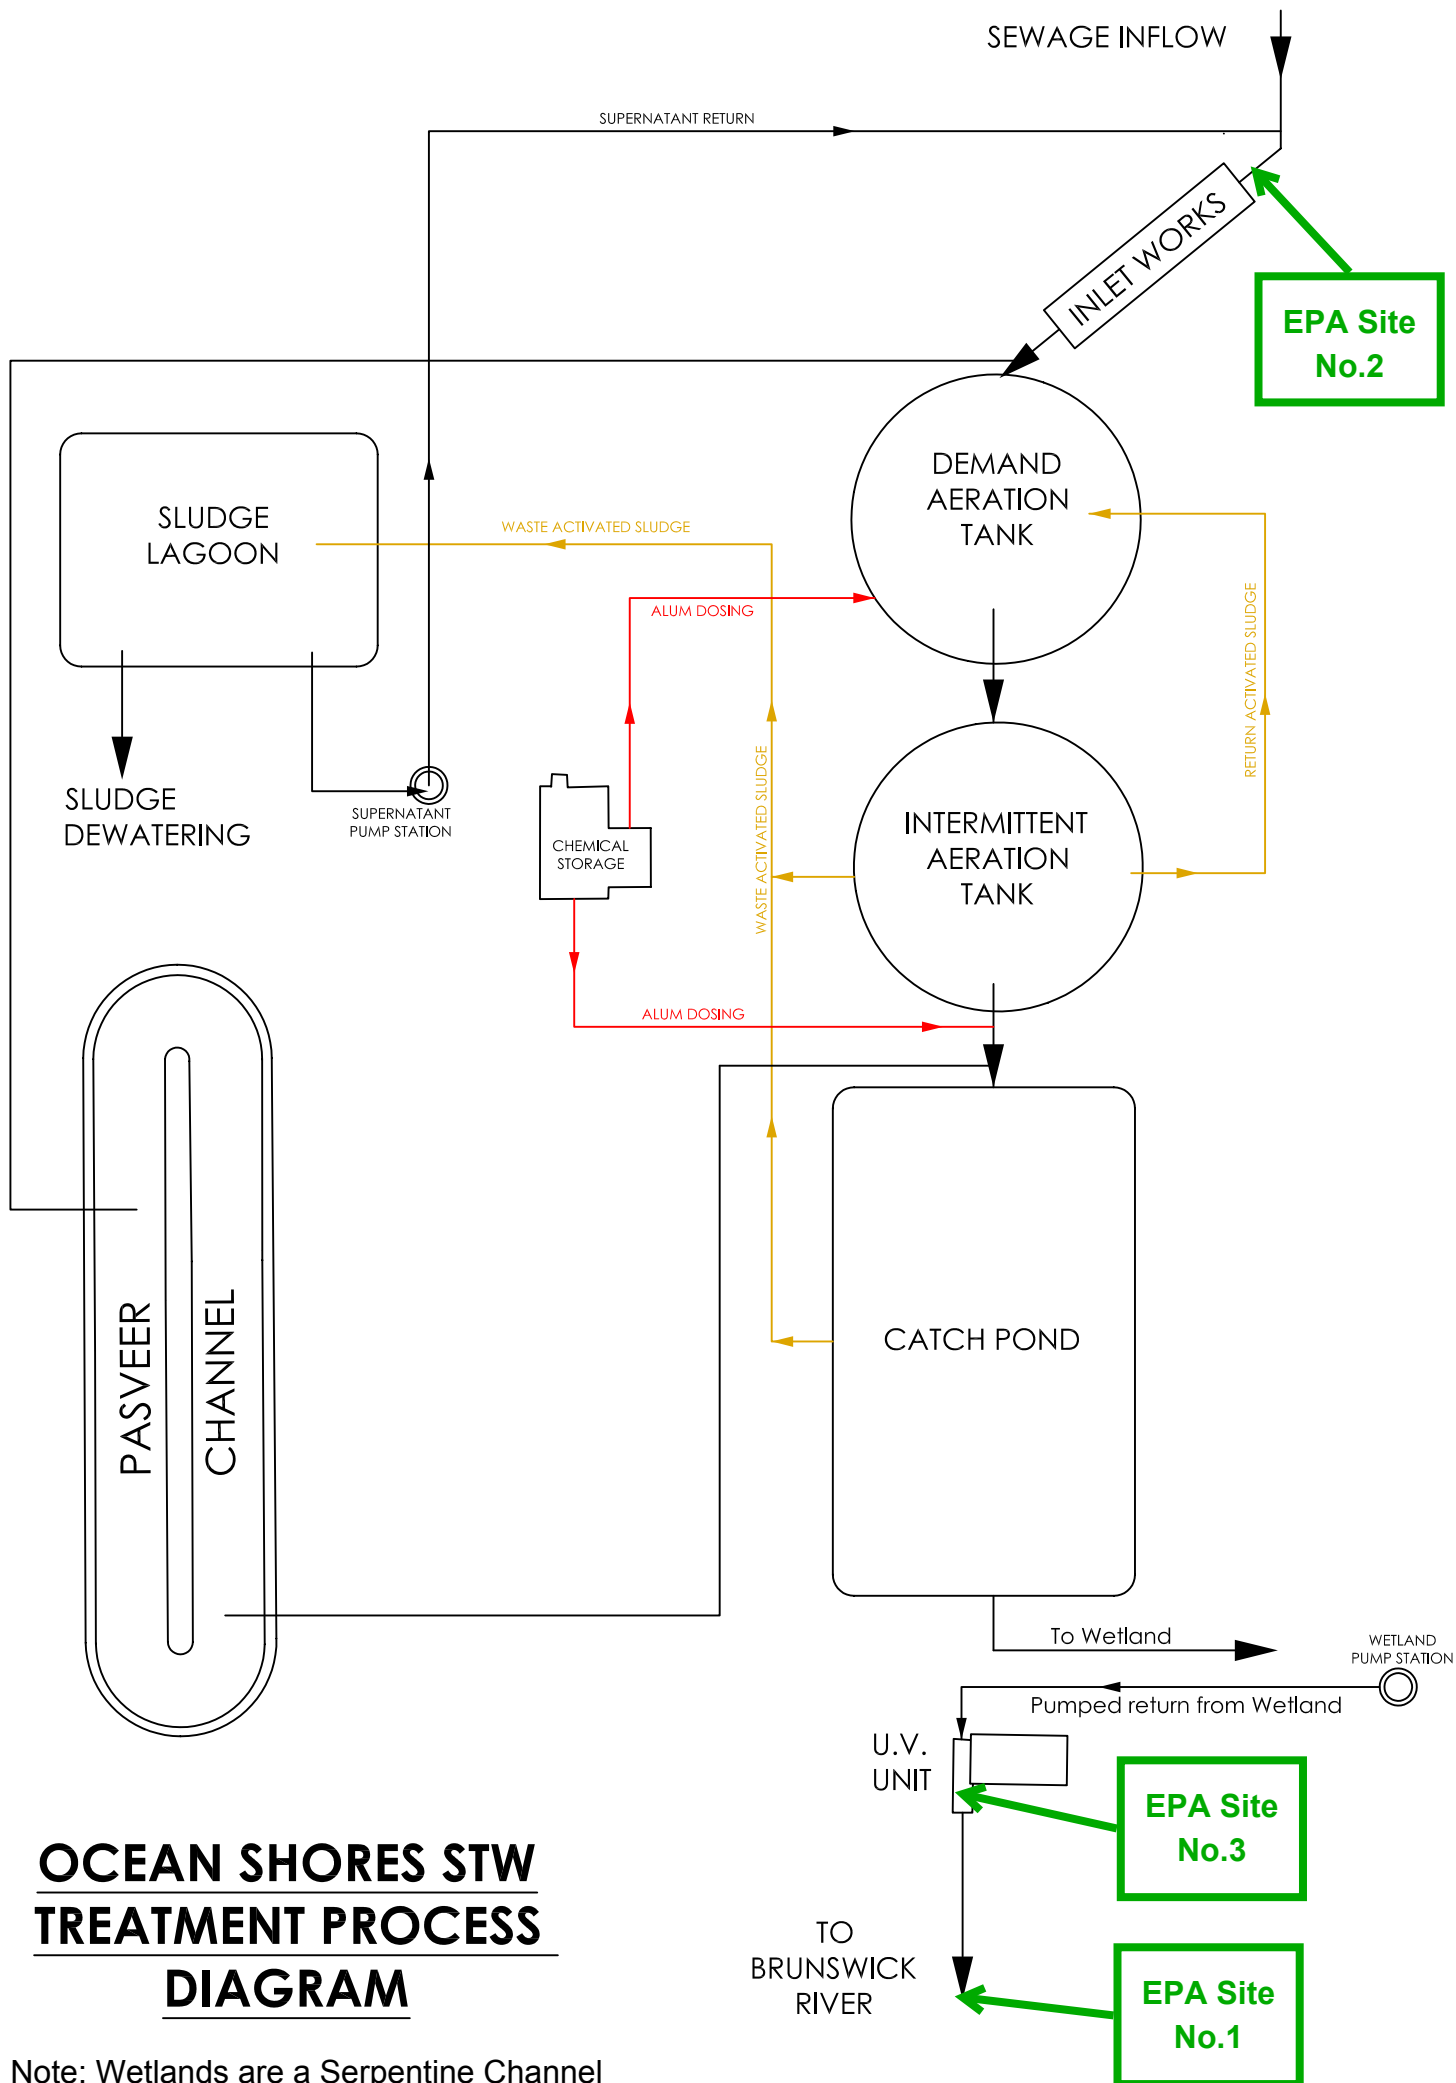 SEWAGE INFLOW
SUPERNATANT RETURN
INLET WORKS
EPA Site
No.2
DEMAND
AERATION
TANK
SLUDGE
LAGOON
WASTE ACTIVATED SLUDGE
ALUM DOSING
RETURN ACTIVATED SLUDGE
SLUDGE
DEWATERING
SUPERNATANT
PUMP STATION
CHEMICAL
STORAGE
WASTE ACTIVATED SLUDGE
INTERMITTENT
AERATION
TANK
ALUM DOSING
PASVEER
CHANNEL
CATCH POND
To Wetland
WETLAND
PUMP STATION
Pumped return from Wetland
U.V.
UNIT
EPA Site
No.3
OCEAN SHORES STW
TREATMENT PROCESS
DIAGRAM
TO
BRUNSWICK
RIVER
EPA Site
No.1
Note: Wetlands are a Serpentine Channel